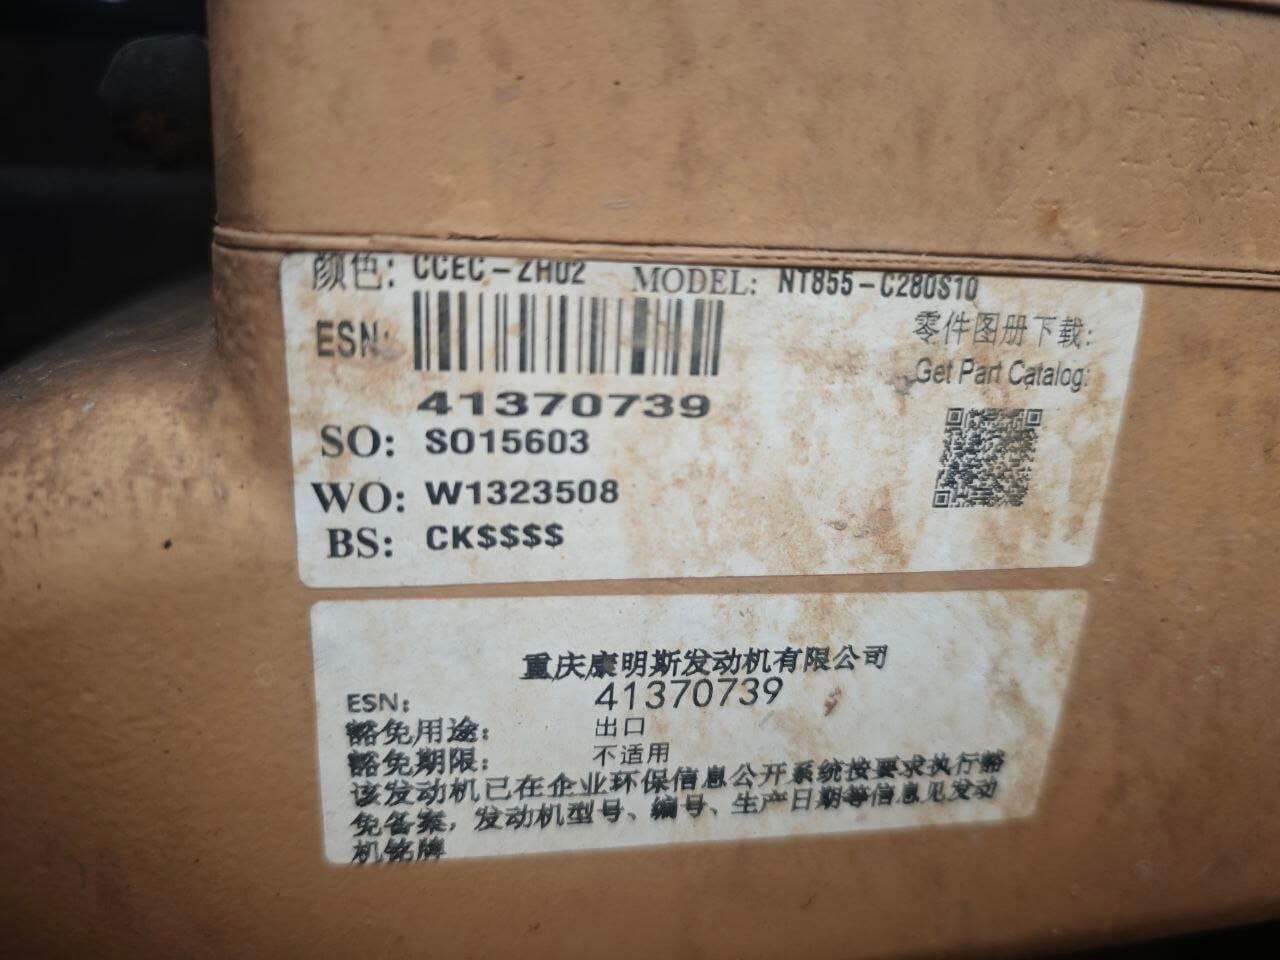 颜色: CCEC-ZH02 MODEL: NT855-C280S10
ESN:
零件图册下载:
Get Part Catalog:
41370739
SO: SO15603
WO: W1323508
BS: CK$$$$
重庆康明斯发动机有限公司
ESN: 41370739
豁免用途: 出口
豁免期限: 不适用
该发动机已在企业环保信息公开系统按要求执行豁
免备案，发动机型号、编号、生产日期等信息见发动
机铭牌